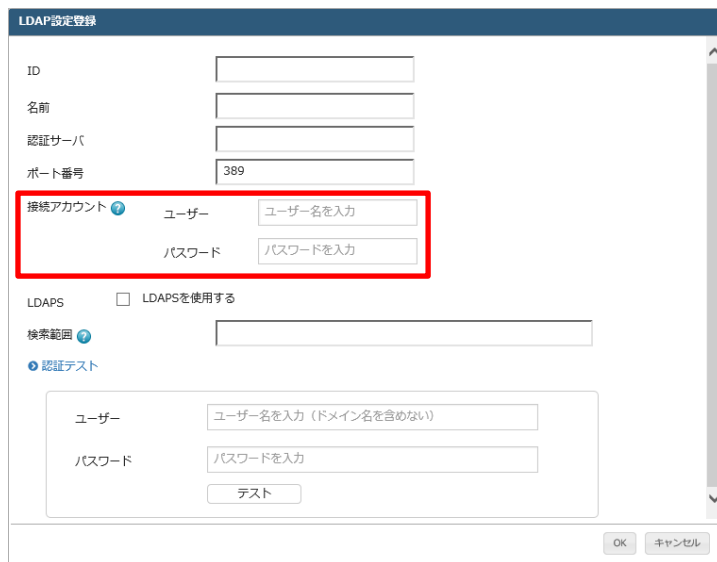 LDAP設定登録
ID
名前
認証サーバ
ポート番号 389
接続アカウント ? ユーザー ユーザー名を入力
パスワード パスワードを入力
LDAPS LDAPSを使用する
検索範囲 ?
認証テスト
ユーザー ユーザー名を入力（ドメイン名を含めない）
パスワード パスワードを入力
テスト
OK キャンセル